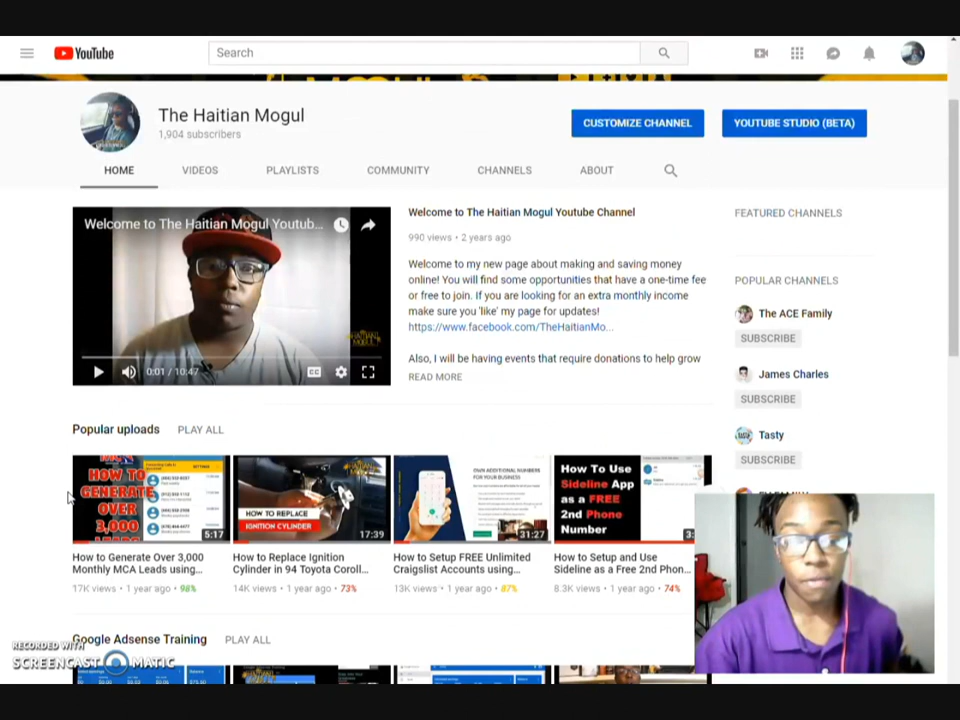 YouTube
Search
The Haitian Mogul
1,904 subscribers
CUSTOMIZE CHANNEL
YOUTUBE STUDIO (BETA)
HOME
VIDEOS
PLAYLISTS
COMMUNITY
CHANNELS
ABOUT
Welcome to The Haitian Mogul Youtub...
0:01 / 10:47
CC
Welcome to The Haitian Mogul Youtube Channel
990 views • 2 years ago
Welcome to my new page about making and saving money
online! You will find some opportunities that have a one-time fee
or free to join. If you are looking for an extra monthly income
make sure you 'like' my page for updates!
https://www.facebook.com/TheHaitianMo...
Also, I will be having events that require donations to help grow
READ MORE
FEATURED CHANNELS
POPULAR CHANNELS
The ACE Family
SUBSCRIBE
James Charles
SUBSCRIBE
Tasty
SUBSCRIBE
Popular uploads
PLAY ALL
HOW TO
GENERATE
OVER
3,000
5:17
How to Generate Over 3,000
Monthly MCA Leads using...
17K views • 1 year ago • 98%
HOW TO REPLACE
IGNITION CYLINDER
17:39
How to Replace Ignition
Cylinder in 94 Toyota Coroll...
14K views • 1 year ago • 73%
OWN ADDITIONAL NUMBERS
FOR YOUR BUSINESS
31:27
How to Setup FREE Unlimited
Craigslist Accounts using...
13K views • 1 year ago • 87%
How To Use
Sideline App
as a FREE
2nd Phone
Number
How to Setup and Use
Sideline as a Free 2nd Phon...
8.3K views • 1 year ago • 74%
Google Adsense Training
PLAY ALL
RECORDED WITH
SCREENCAST MATIC